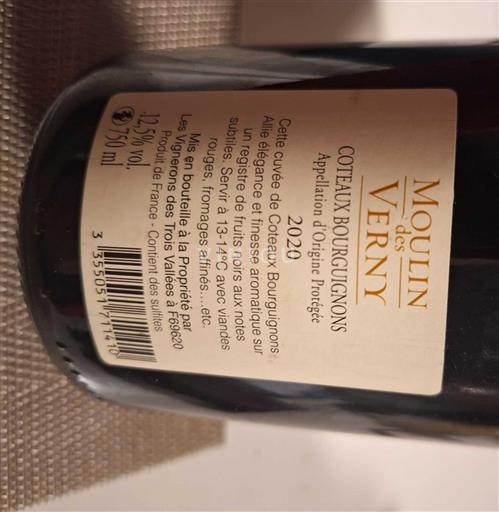 MOULIN
des
VERNY
COTEAUX BOURGUIGNONS
Appellation d'Origine Protégée
2020
Cette cuvée de Coteaux Bourguignons
Allie élégance et finesse aromatique sur
un registre de fruits noirs aux notes
subtiles. Servir à 13-14°C avec viandes
rouges, fromages affinés....etc.
Mis en bouteille à la Propriété par
Les Vignerons des Trois Vallées à F69620
Produit de France - Contient des sulfites
12,5% vol.
750 ml
3 355051 711410